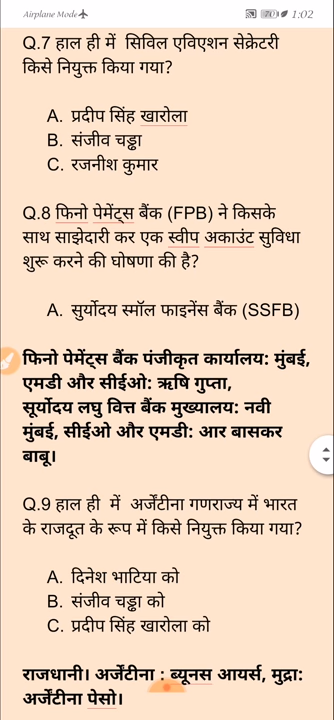 Airplane Mode 70 1:02
Q.7 हाल ही में सिविल एविएशन सेक्रेटरी
किसे नियुक्त किया गया?
A. प्रदीप सिंह खारोला
B. संजीव चड्ढा
C. रजनीश कुमार
Q.8 फिनो पेमेंट्स बैंक (FPB) ने किसके
साथ साझेदारी कर एक स्वीप अकाउंट सुविधा
शुरू करने की घोषणा की है?
A. सुर्योदय स्मॉल फाइनेंस बैंक (SSFB)
फिनो पेमेंट्स बैंक पंजीकृत कार्यालय: मुंबई,
एमडी और सीईओ: ऋषि गुप्ता,
सूर्योदय लघु वित्त बैंक मुख्यालय: नवी
मुंबई, सीईओ और एमडी: आर बासकर
बाबू।
Q.9 हाल ही में अर्जेंटीना गणराज्य में भारत
के राजदूत के रूप में किसे नियुक्त किया गया?
A. दिनेश भाटिया को
B. संजीव चड्ढा को
C. प्रदीप सिंह खारोला को
राजधानी। अर्जेंटीना : ब्यूनस आयर्स, मुद्रा:
अर्जेंटीना पेसो।